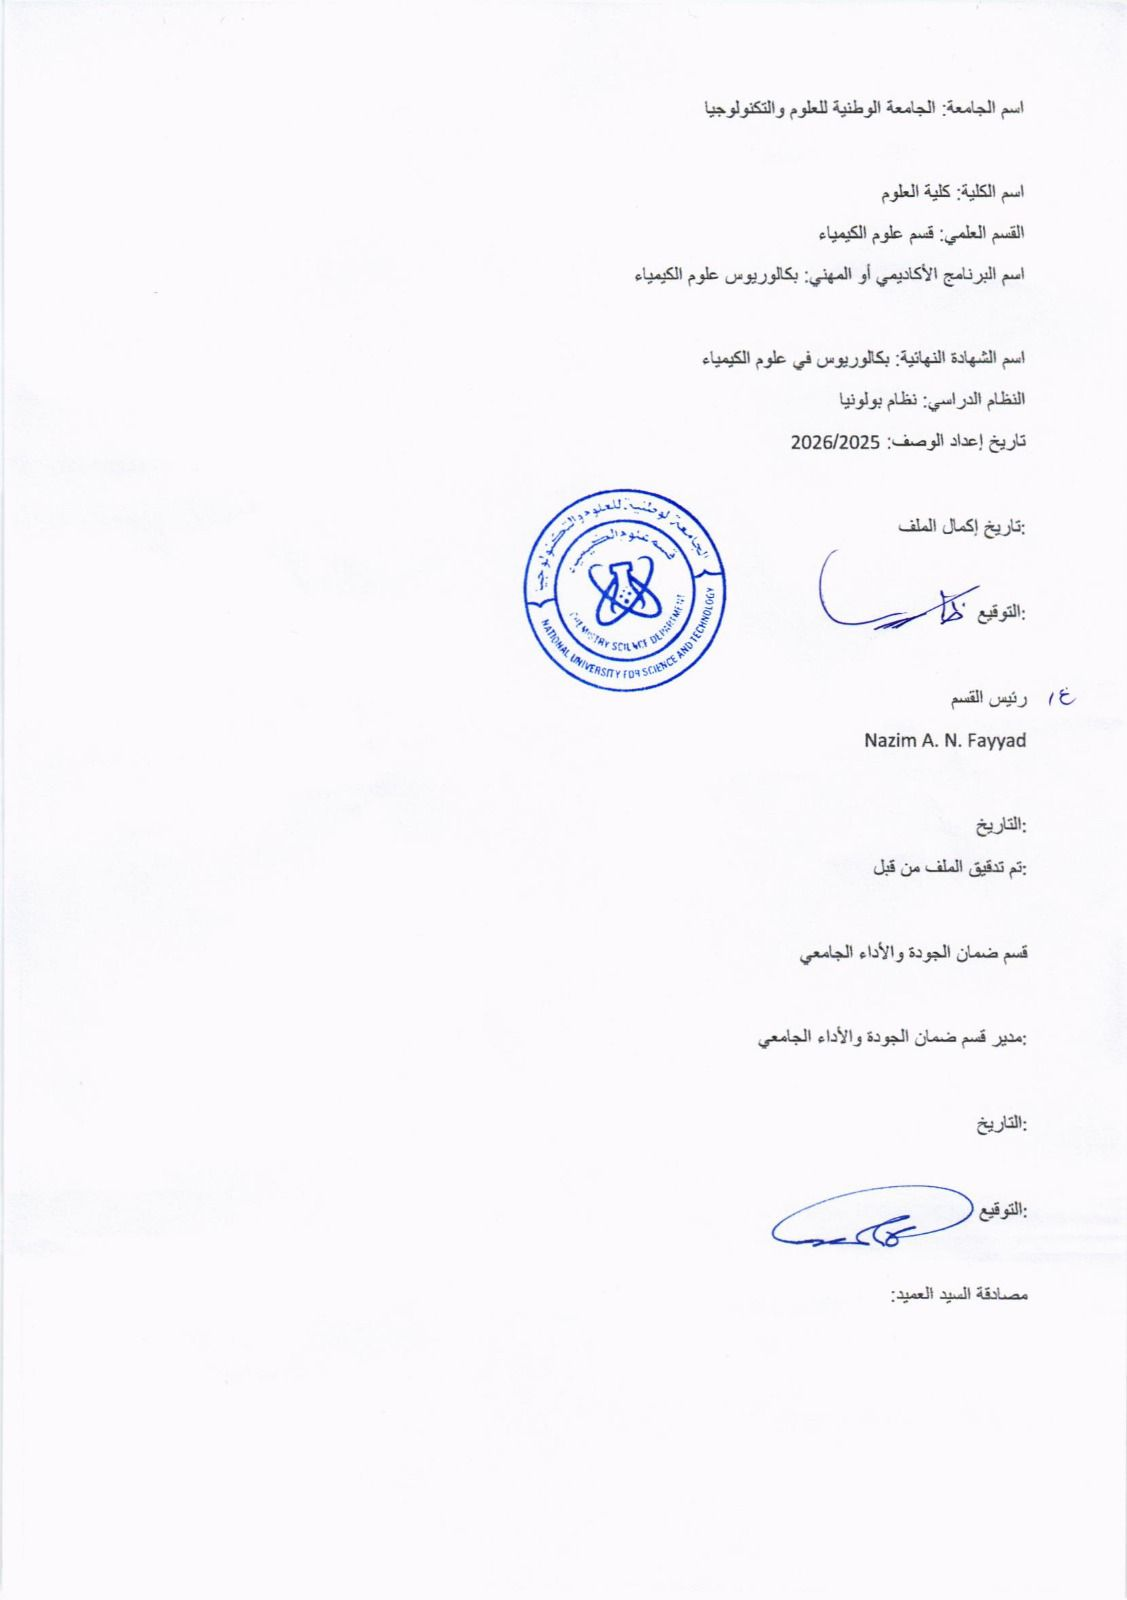 اسم الجامعة: الجامعة الوطنية للعلوم والتكنولوجيا
اسم الكلية: كلية العلوم
القسم العلمي: قسم علوم الكيمياء
اسم البرنامج الأكاديمي أو المهني: بكالوريوس علوم الكيمياء
اسم الشهادة النهائية: بكالوريوس في علوم الكيمياء
النظام الدراسي: نظام بولونيا
تاريخ إعداد الوصف: 2026/2025
الجامعة الوطنية للعلوم والتكنولوجيا
قسم علوم الكيمياء
CHEMISTRY SCIENCE DEPARTMENT
NATIONAL UNIVERSITY FOR SCIENCE AND TECHNOLOGY
:تاريخ إكمال الملف
:التوقيع
رئيس القسم
Nazim A. N. Fayyad
:التاريخ
:تم تدقيق الملف من قبل
قسم ضمان الجودة والأداء الجامعي
:مدير قسم ضمان الجودة والأداء الجامعي
:التاريخ
:التوقيع
مصادقة السيد العميد: